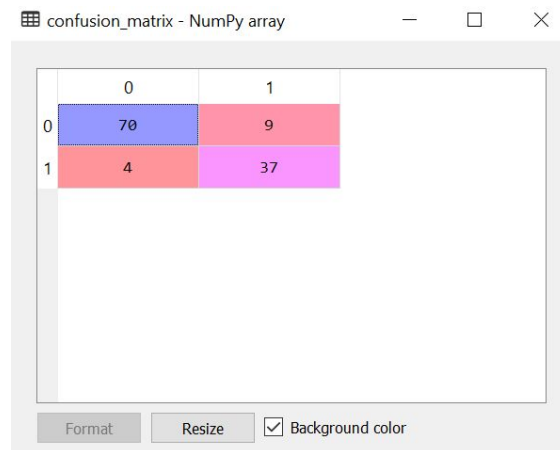 confusion_matrix - NumPy array
0 1
0 70 9
1 4 37
Format Resize Background color